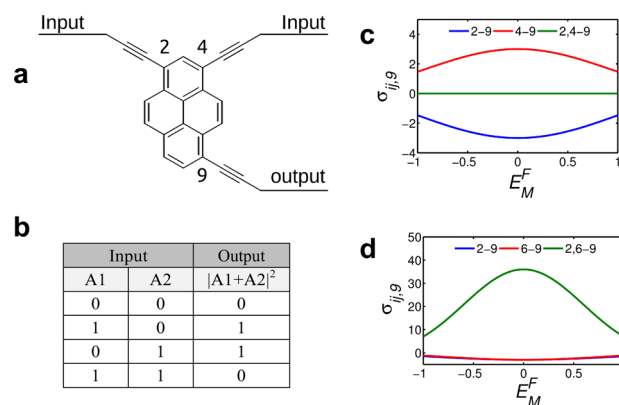 Input
Input
2
4
a
9
output
b
Input Output
A1 A2 |A1+A2|²
0 0 0
1 0 1
0 1 1
1 1 0
c
2-9 4-9 2,4-9
σij,9
4
2
0
-2
-4
-1 -0.5 0 0.5 1
E_M^F
d
2-9 6-9 2,6-9
σij,9
50
40
30
20
10
0
-1 -0.5 0 0.5
E_M^F